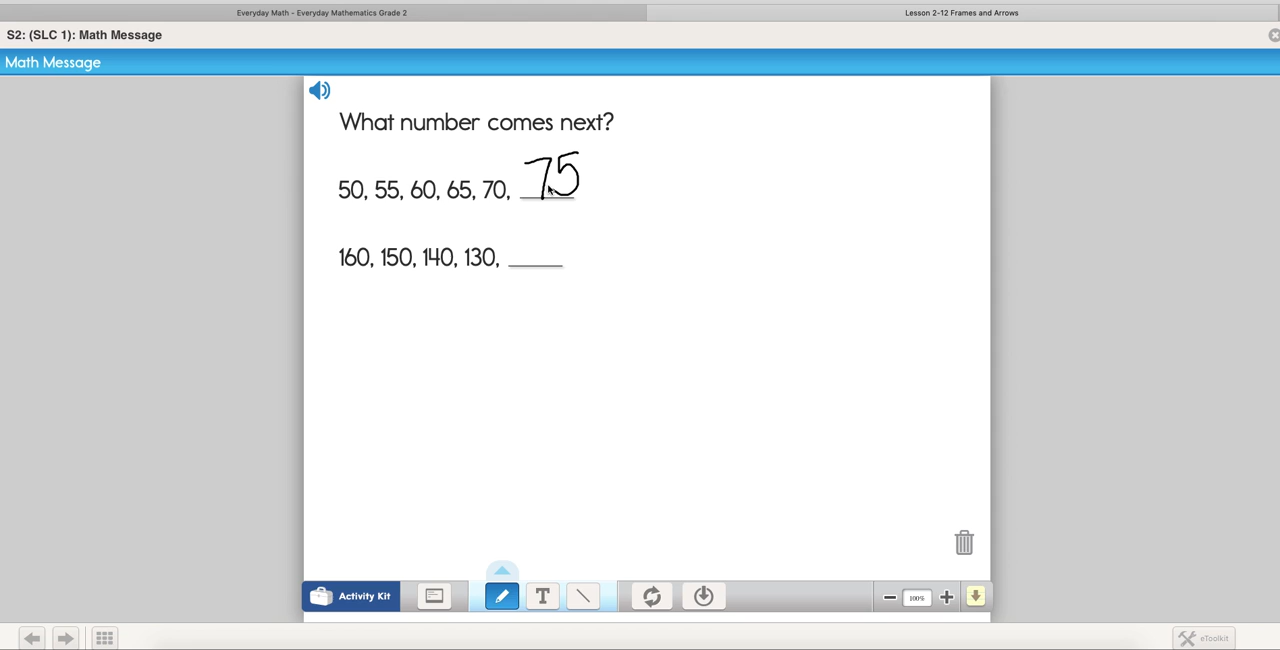 Everyday Math - Everyday Mathematics Grade 2
Lesson 2-12 Frames and Arrows
S2: (SLC 1): Math Message
Math Message
What number comes next?
50, 55, 60, 65, 70, 75
160, 150, 140, 130, ____
Activity Kit
T
100%
eToolkit